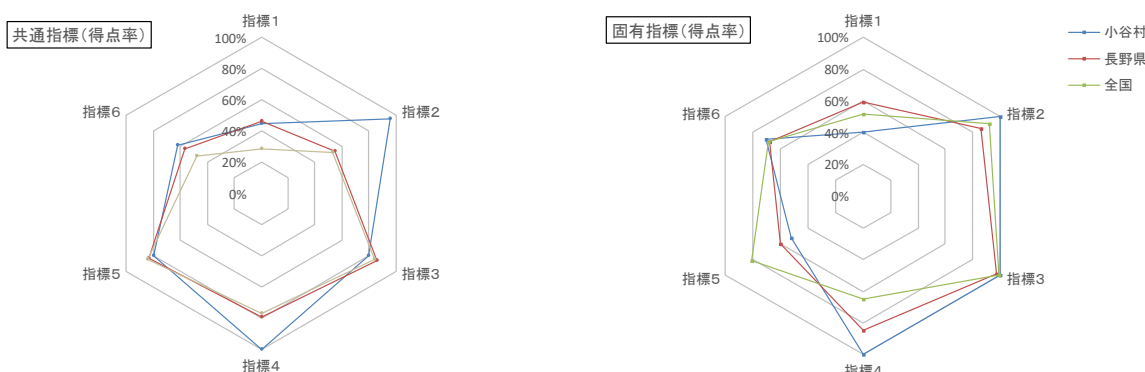 共通指標(得点率)
指標1
100%
80%
60%
40%
20%
0%
指標2
指標3
指標4
指標5
指標6
固有指標(得点率)
指標1
100%
80%
60%
40%
20%
0%
指標2
指標3
指標4
指標5
指標6
小谷村
長野県
全国